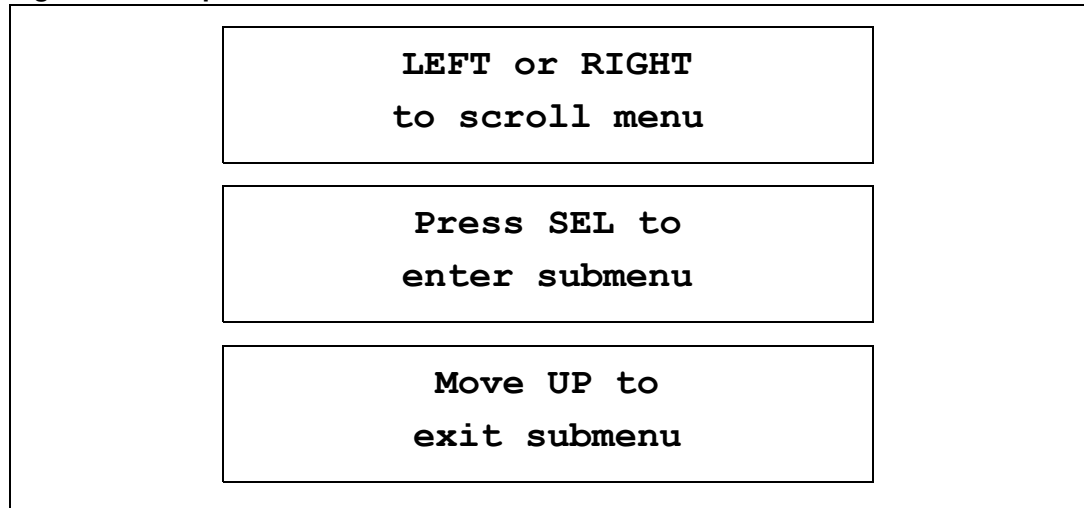 LEFT or RIGHT
to scroll menu
Press SEL to
enter submenu
Move UP to
exit submenu